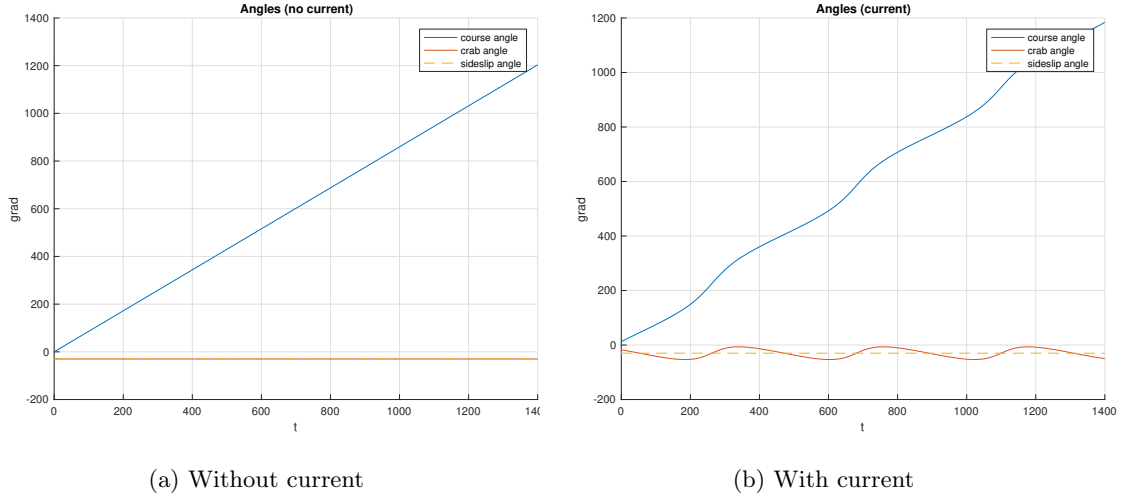 Angles (no current)
1400
1200
1000
800
600
400
200
0
-200
grad
0 200 400 600 800 1000 1200 140
t
course angle
crab angle
sideslip angle
(a) Without current
Angles (current)
1200
1000
800
600
400
200
0
-200
grad
0 200 400 600 800 1000 1200 1400
t
course angle
crab angle
sideslip angle
(b) With current